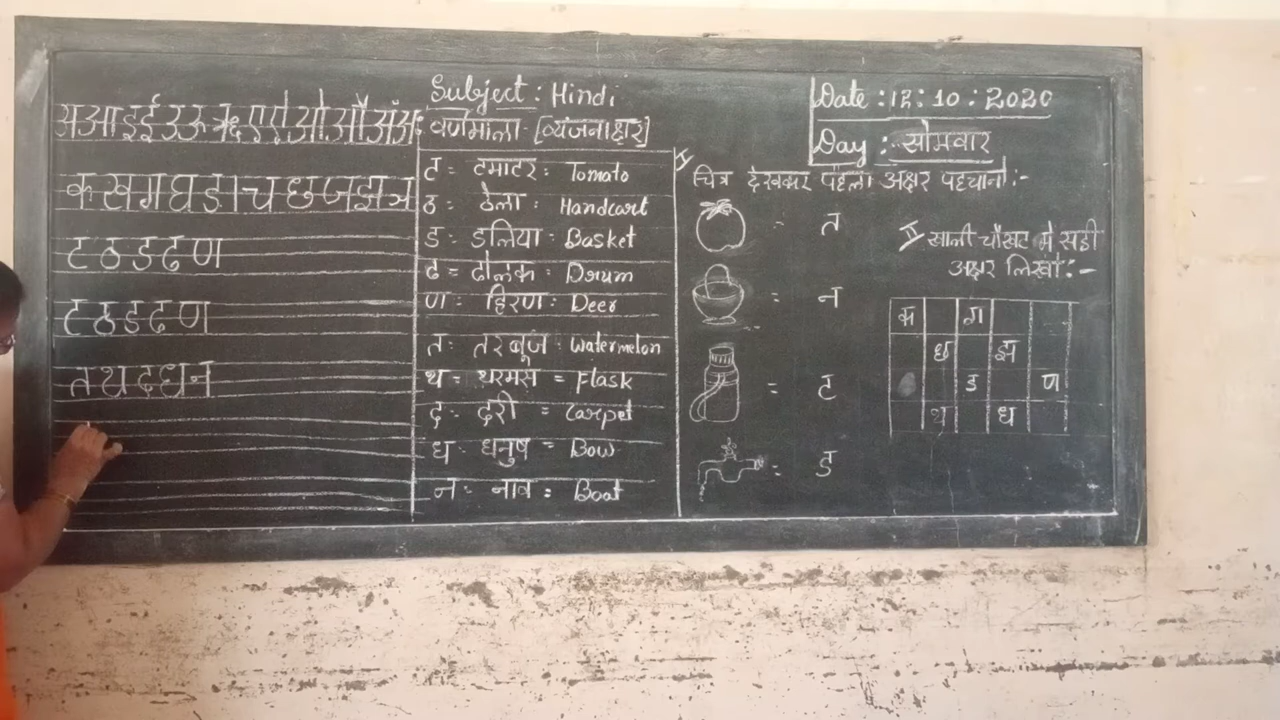 अ आ इ ई उ ऊ ऋ ए ऐ ओ औ अं अः
क ख ग घ ङ । च छ ज झ ञ
ट ठ ड ढ ण
ट ठ ड ढ ण
त थ द ध न
Subject : Hindi
वर्णमाला - [व्यंजनाक्षर]
ट = टमाटर : Tomato
ठ : ठेला : Handcart
ड : डलिया : Basket
ढ = ढोलक : Drum
ण : हिरण : Deer
त : तरबूज : Watermelon
थ = थरमस = Flask
द : दरी = Carpet
ध : धनुष = Bow
न : नाव : Boat
Date : 12 : 10 : 2020
Day : सोमवार
I चित्र देखकर पहला अक्षर पहचानो :-
= त
= न
= ट
= ड
II खाली चौखट मे सही
अक्षर लिखो :-
क ग
छ झ
ड ण
थ ध